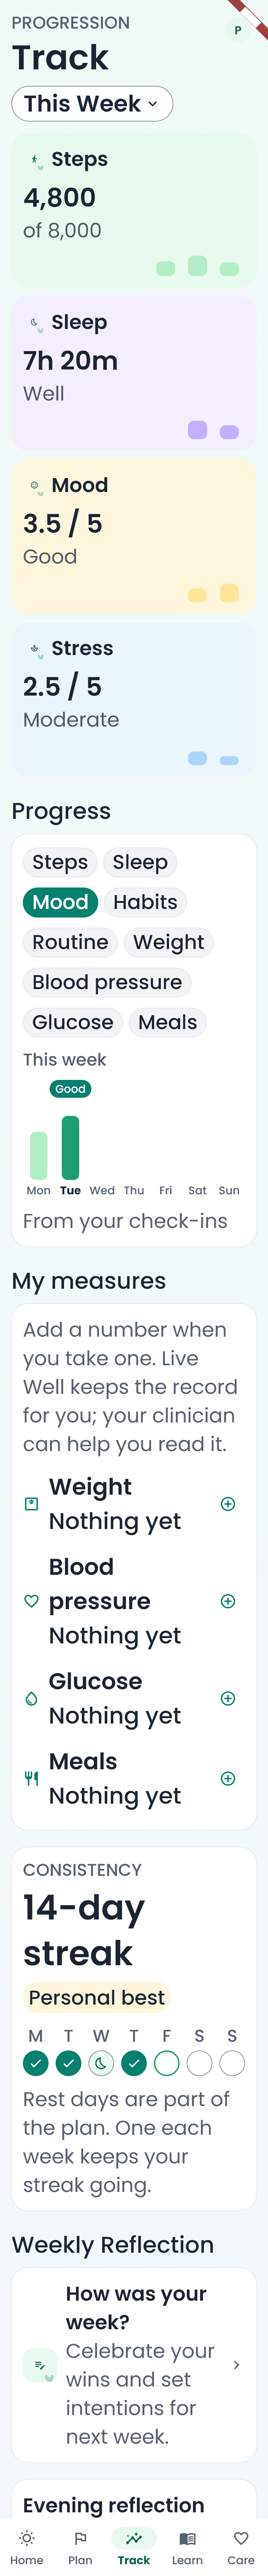 PROGRESSION
P
Track
This Week
Steps
4,800
of 8,000
Sleep
7h 20m
Well
Mood
3.5 / 5
Good
Stress
2.5 / 5
Moderate
Progress
Steps Sleep
Mood Habits
Routine Weight
Blood pressure
Glucose Meals
This week
Good
Mon Tue Wed Thu Fri Sat Sun
From your check-ins
My measures
Add a number when
you take one. Live
Well keeps the record
for you; your clinician
can help you read it.
Weight
Nothing yet
Blood
pressure
Nothing yet
Glucose
Nothing yet
Meals
Nothing yet
CONSISTENCY
14-day
streak
Personal best
M T W T F S S
Rest days are part of
the plan. One each
week keeps your
streak going.
Weekly Reflection
How was your
week?
Celebrate your
wins and set
intentions for
next week.
Evening reflection
Home Plan Track Learn Care